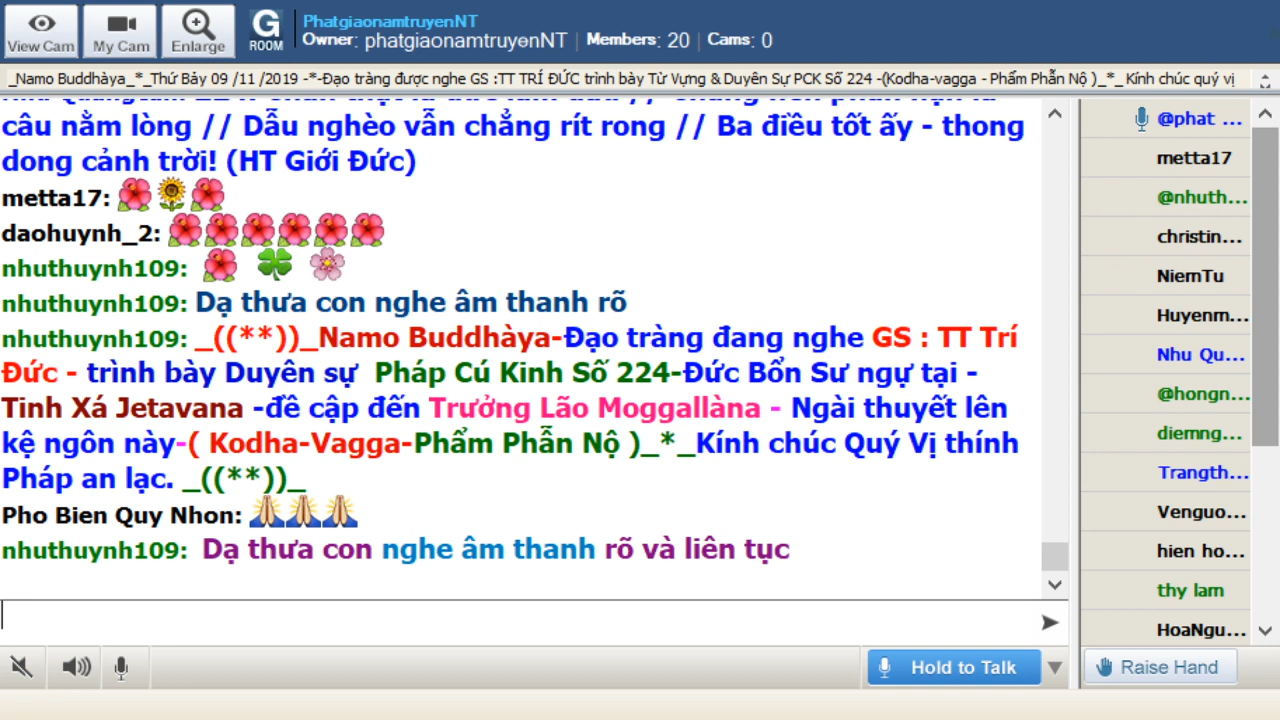 View Cam
My Cam
Enlarge
G
ROOM
PhatgiaonamtruyenNT
Owner: phatgiaonamtruyenNT | Members: 20 | Cams: 0
_Namo Buddhàya_*_Thứ Bảy 09 /11 /2019 -*-Đạo tràng được nghe GS :TT TRÍ ĐỨC trình bày Từ Vựng & Duyên Sự PCK Số 224 -(Kodha-vagga - Phẩm Phẫn Nộ )_*_ Kính chúc quý vị
câu nằm lòng // Dẫu nghèo vẫn chẳng rít rong // Ba điều tốt ấy - thong
dong cảnh trời! (HT Giới Đức)
metta17:
daohuynh_2:
nhuthuynh109:
nhuthuynh109: Dạ thưa con nghe âm thanh rõ
nhuthuynh109: _((**))_Namo Buddhàya-Đạo tràng đang nghe GS : TT Trí
Đức - trình bày Duyên sự Pháp Cú Kinh Số 224-Đức Bổn Sư ngự tại -
Tinh Xá Jetavana -đề cập đến Trưởng Lão Moggallàna - Ngài thuyết lên
kệ ngôn này-( Kodha-Vagga-Phẩm Phẫn Nộ )_*_Kính chúc Quý Vị thính
Pháp an lạc. _((**))_
Pho Bien Quy Nhon:
nhuthuynh109: Dạ thưa con nghe âm thanh rõ và liên tục
@phat ...
metta17
@nhuth...
christin...
NiemTu
Huyenm...
Nhu Qu...
@hongn...
diemng...
Trangth...
Venguo...
hien ho...
thy lam
HoaNgu...
Hold to Talk
Raise Hand